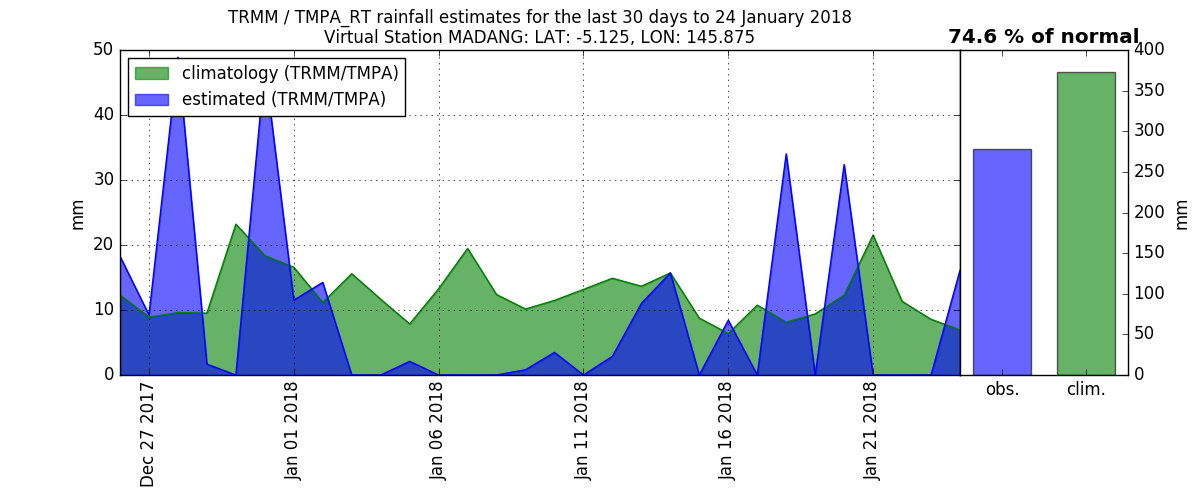 TRMM / TMPA_RT rainfall estimates for the last 30 days to 24 January 2018
Virtual Station MADANG: LAT: -5.125, LON: 145.875
74.6 % of normal
climatology (TRMM/TMPA)
estimated (TRMM/TMPA)
mm
50
40
30
20
10
0
Dec 27 2017
Jan 01 2018
Jan 06 2018
Jan 11 2018
Jan 16 2018
Jan 21 2018
obs.
clim.
400
350
300
250
200
150
100
50
0
mm